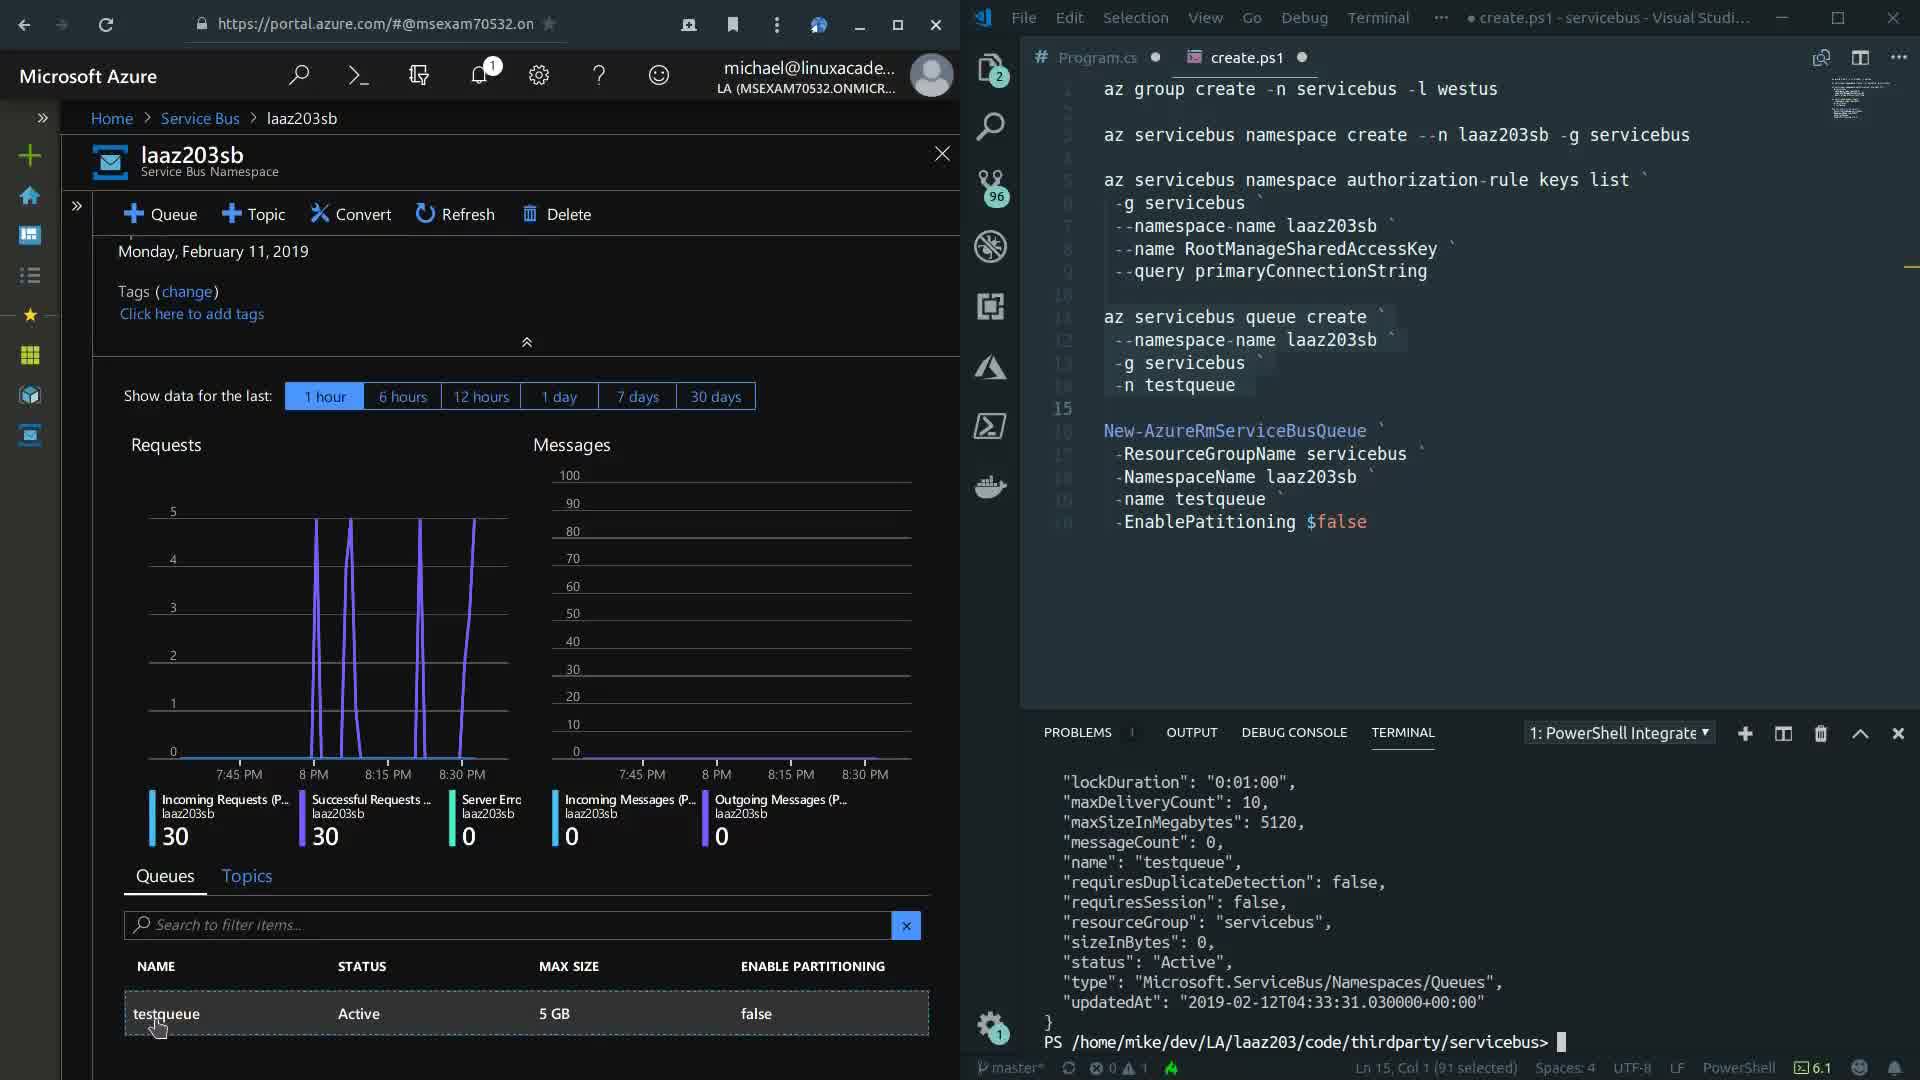 https://portal.azure.com/#@msexam70532.on
Microsoft Azure
1
michael@linuxacade...
LA (MSEXAM70532.ONMICR...
Home > Service Bus > laaz203sb
laaz203sb
Service Bus Namespace
Queue
Topic
Convert
Refresh
Delete
Monday, February 11, 2019
Tags (change)
Click here to add tags
Show data for the last:
1 hour
6 hours
12 hours
1 day
7 days
30 days
Requests
5
4
3
2
1
0
7:45 PM
8 PM
8:15 PM
8:30 PM
Incoming Requests (P...
laaz203sb
30
Successful Requests ...
laaz203sb
30
Server Erro
laaz203sb
0
Messages
100
90
80
70
60
50
40
30
20
10
0
7:45 PM
8 PM
8:15 PM
8:30 PM
Incoming Messages (P...
laaz203sb
0
Outgoing Messages (P...
laaz203sb
0
Queues
Topics
Search to filter items...
NAME
STATUS
MAX SIZE
ENABLE PARTITIONING
testqueue
Active
5 GB
false
File Edit Selection View Go Debug Terminal ... ● create.ps1 - servicebus - Visual Studi...
2
96
1
# Program.cs ●
create.ps1 ●
az group create -n servicebus -l westus
az servicebus namespace create --n laaz203sb -g servicebus
az servicebus namespace authorization-rule keys list `
-g servicebus `
--namespace-name laaz203sb `
--name RootManageSharedAccessKey `
--query primaryConnectionString
az servicebus queue create `
--namespace-name laaz203sb `
-g servicebus `
-n testqueue
15
New-AzureRmServiceBusQueue `
-ResourceGroupName servicebus `
-NamespaceName laaz203sb `
-name testqueue `
-EnablePatitioning $false
PROBLEMS
OUTPUT
DEBUG CONSOLE
TERMINAL
1: PowerShell Integrate
"lockDuration": "0:01:00",
"maxDeliveryCount": 10,
"maxSizeInMegabytes": 5120,
"messageCount": 0,
"name": "testqueue",
"requiresDuplicateDetection": false,
"requiresSession": false,
"resourceGroup": "servicebus",
"sizeInBytes": 0,
"status": "Active",
"type": "Microsoft.ServiceBus/Namespaces/Queues",
"updatedAt": "2019-02-12T04:33:31.030000+00:00"
}
PS /home/mike/dev/LA/laaz203/code/thirdparty/servicebus>
master*
0
1
Ln 15, Col 1 (91 selected)
Spaces: 4
UTF-8
LF
PowerShell
6.1